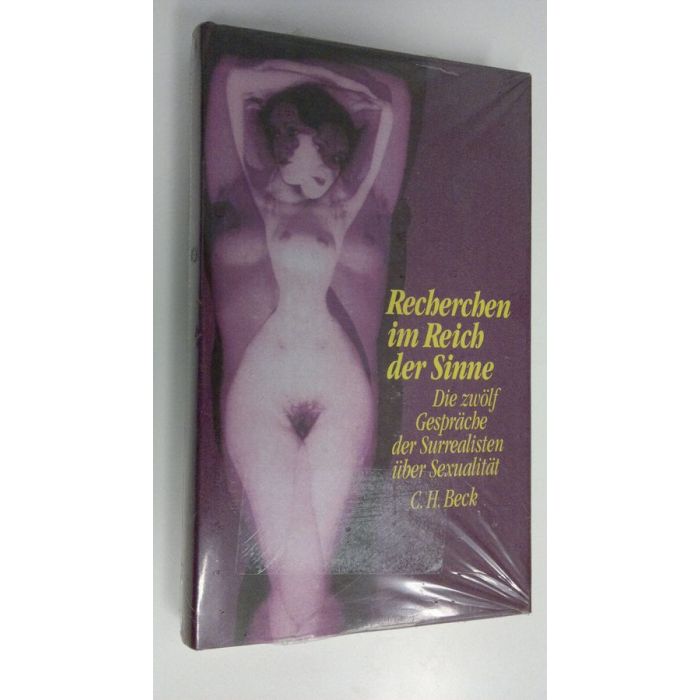 Recherchen
im Reich
der Sinne
Die zwölf
Gespräche
der Surrealisten
über Sexualität
C. H. Beck